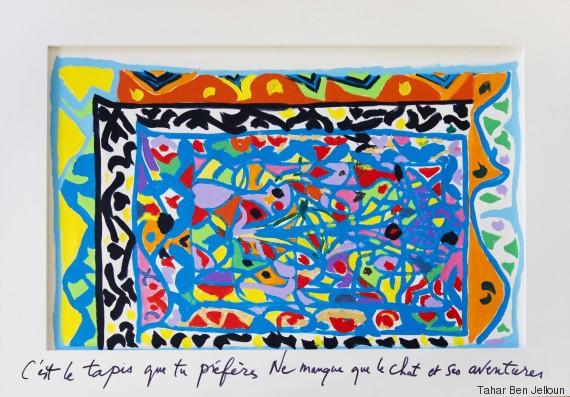 C'est le tapis que tu préfères Ne manque que le chat et ses aventures
Tahar Ben Jelloun